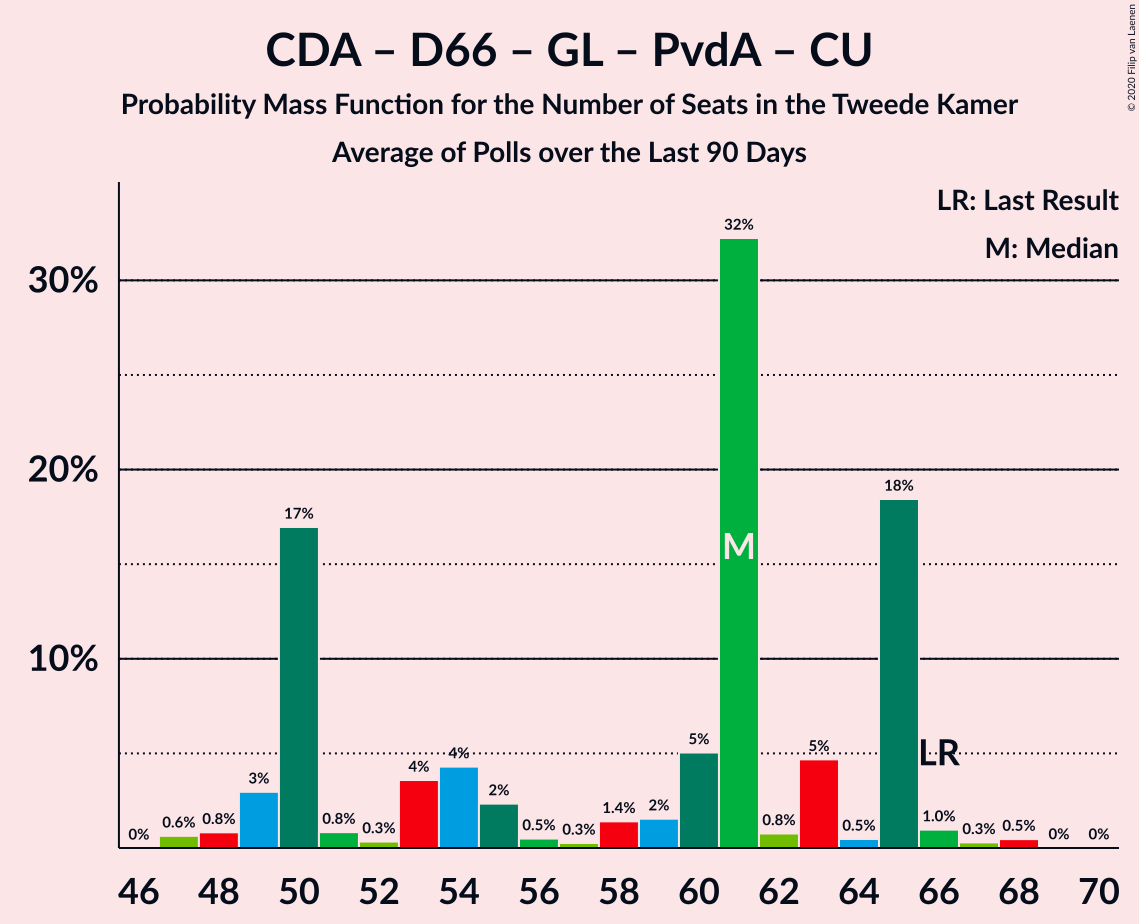 CDA – D66 – GL – PvdA – CU
Probability Mass Function for the Number of Seats in the Tweede Kamer
Average of Polls over the Last 90 Days
© 2020 Filip van Laenen
LR: Last Result
M: Median
30%
20%
10%
0% 0.6% 0.8% 3% 17% 0.8% 0.3% 4% 4% 2% 0.5% 0.3% 1.4% 2% 5% 32% 0.8% 5% 0.5% 18% 1.0% 0.3% 0.5% 0% 0%
M
LR
46 48 50 52 54 56 58 60 62 64 66 68 70